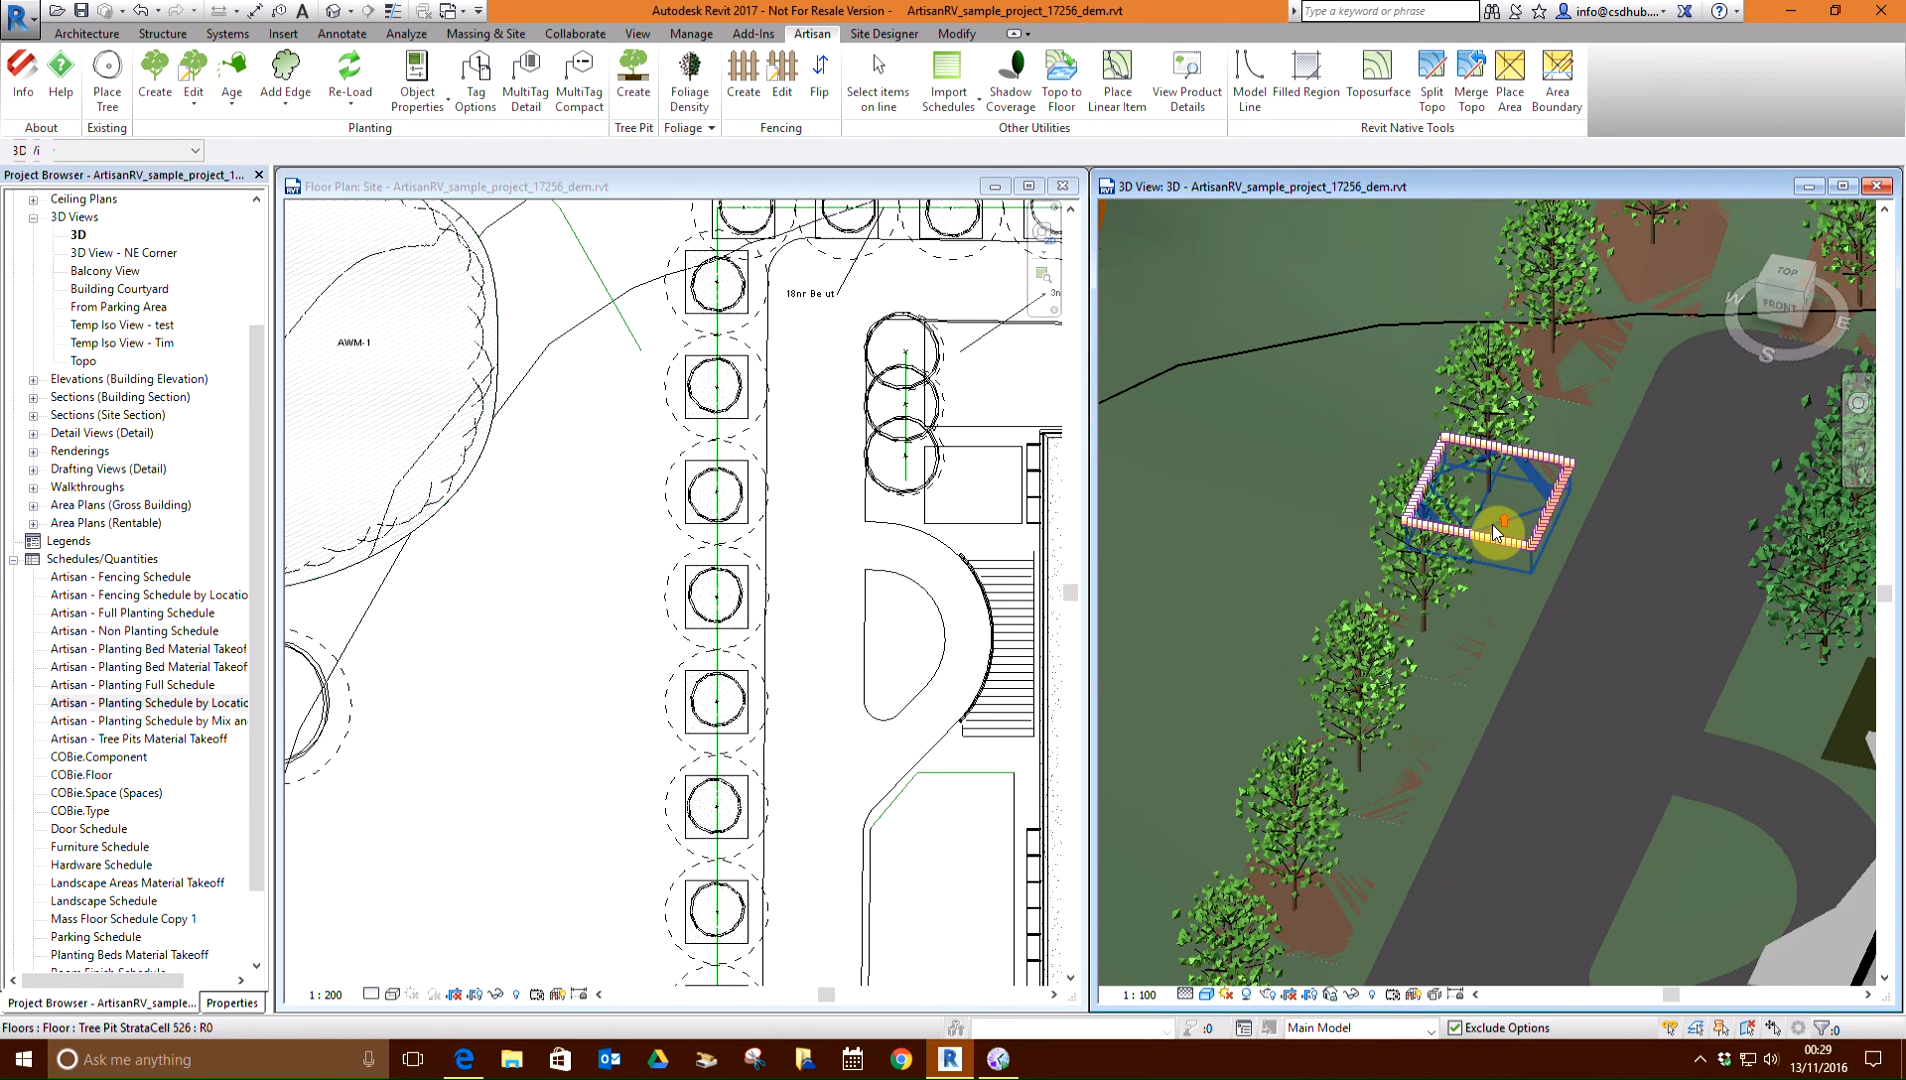 Autodesk Revit 2017 - Not For Resale Version - ArtisanRV_sample_project_17256_dem.rvt
Type a keyword or phrase
info@csdhub....
Architecture Structure Systems Insert Annotate Analyze Massing & Site Collaborate View Manage Add-Ins Artisan Site Designer Modify
Info Help Place Tree Create Edit Age Add Edge Re-Load Object Properties Tag Options MultiTag Detail MultiTag Compact Create Foliage Density Create Edit Flip Select items on line Import Schedules Shadow Coverage Topo to Floor Place Linear Item View Product Details Model Line Filled Region Toposurface Split Topo Merge Topo Place Area Area Boundary
About Existing Planting Tree Pit Foliage Fencing Other Utilities Revit Native Tools
Project Browser - ArtisanRV_sample_project_1...
Ceiling Plans
3D Views
3D
3D View - NE Corner
Balcony View
Building Courtyard
From Parking Area
Temp Iso View - test
Temp Iso View - Tim
Topo
Elevations (Building Elevation)
Sections (Building Section)
Sections (Site Section)
Detail Views (Detail)
Renderings
Drafting Views (Detail)
Walkthroughs
Area Plans (Gross Building)
Area Plans (Rentable)
Legends
Schedules/Quantities
Artisan - Fencing Schedule
Artisan - Fencing Schedule by Locatio
Artisan - Full Planting Schedule
Artisan - Non Planting Schedule
Artisan - Planting Bed Material Takeof
Artisan - Planting Bed Material Takeof
Artisan - Planting Full Schedule
Artisan - Planting Schedule by Locatic
Artisan - Planting Schedule by Mix an
Artisan - Tree Pits Material Takeoff
COBie.Component
COBie.Floor
COBie.Space (Spaces)
COBie.Type
Door Schedule
Furniture Schedule
Hardware Schedule
Landscape Areas Material Takeoff
Landscape Schedule
Mass Floor Schedule Copy 1
Parking Schedule
Planting Beds Material Takeoff
Project Browser - ArtisanRV_sample... Properties
Floor Plan: Site - ArtisanRV_sample_project_17256_dem.rvt
AWM-1
18nr Be ut
3n
1 : 200
3D View: 3D - ArtisanRV_sample_project_17256_dem.rvt
TOP
FRONT
W
E
S
1 : 100
Floors : Floor : Tree Pit StrataCell 526 : R0
:0
Main Model
Exclude Options
:0
Ask me anything
00:29
13/11/2016